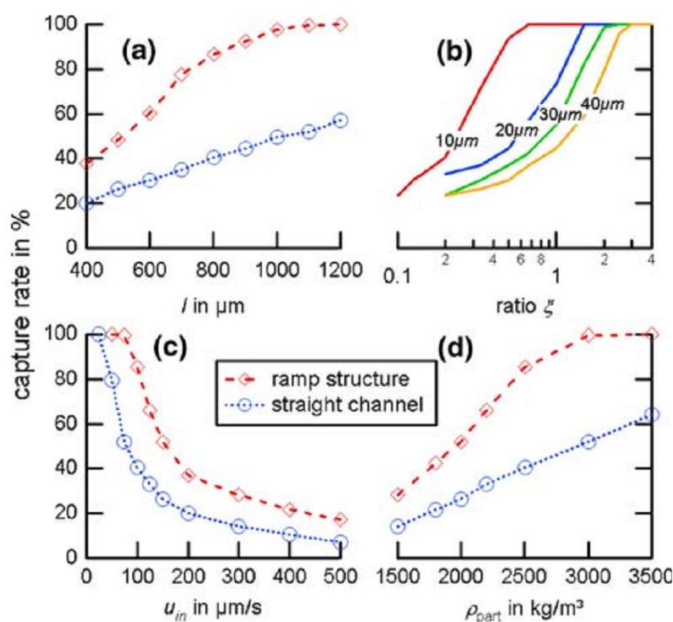 capture rate in %
(a)
100
80
60
40
20
0
400 600 800 1000 1200
l in µm
(b)
10µm
20µm
30µm
40µm
0.1 2 4 6 8 1 2 4
ratio ξ
100
80
60
40
20
0
(c)
ramp structure
straight channel
0 100 200 300 400 500
u_in in µm/s
(d)
1500 2000 2500 3000 3500
ρ_part in kg/m³